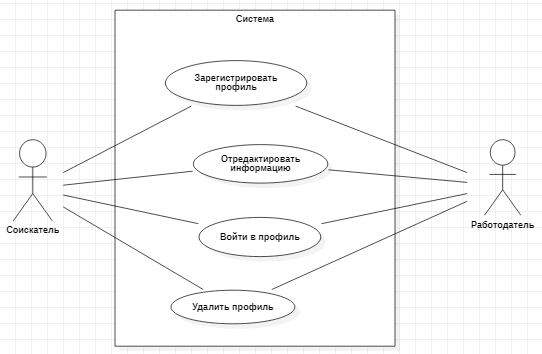 Система
Зарегистрировать
профиль
Отредактировать
информацию
Войти в профиль
Удалить профиль
Соискатель
Работодатель